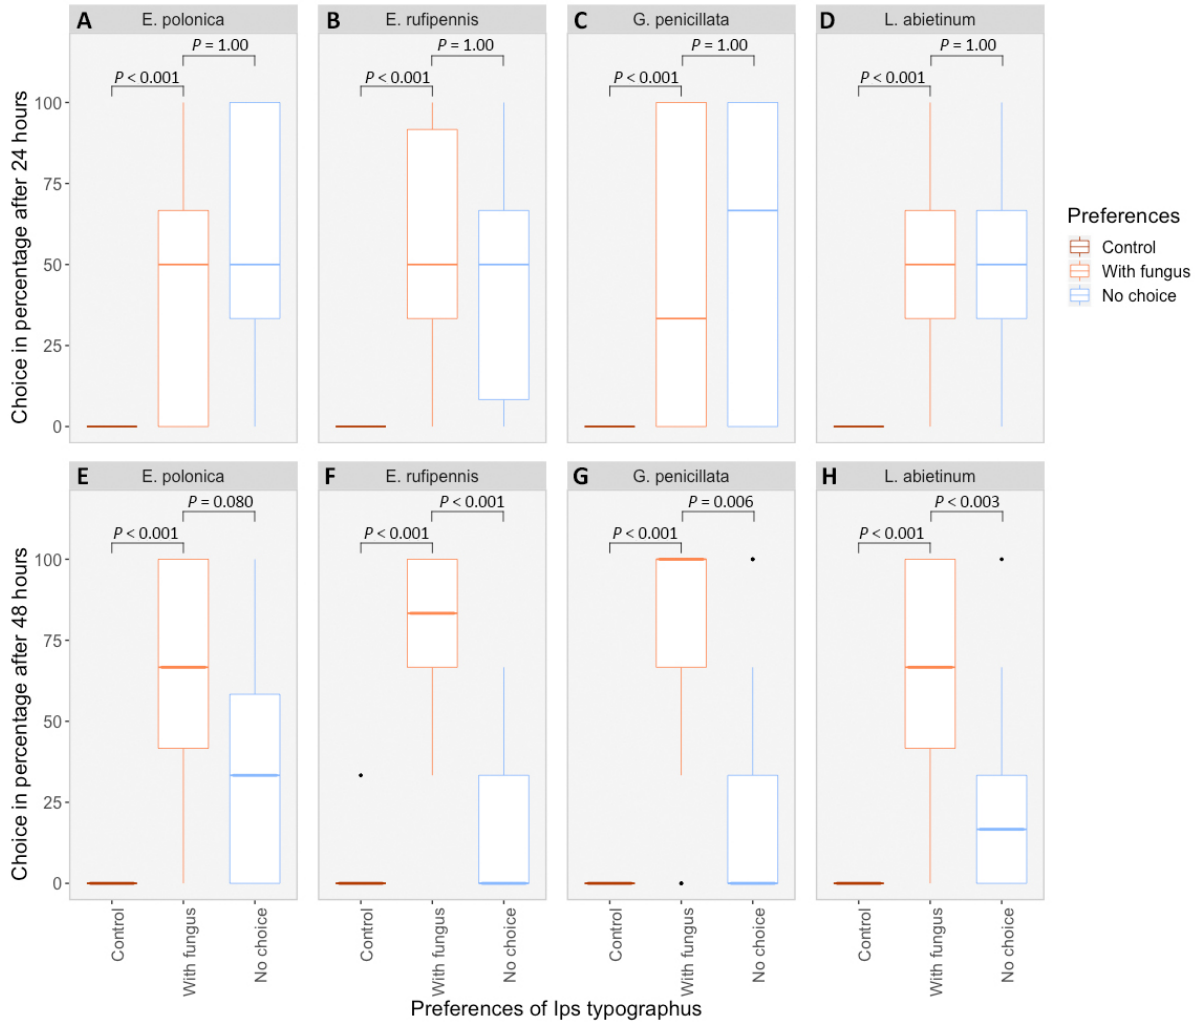 A E. polonica
B E. rufipennis
C G. penicillata
D L. abietinum
P = 1.00
P = 1.00
P = 1.00
P = 1.00
P < 0.001
P < 0.001
P < 0.001
P < 0.001
Choice in percentage after 24 hours
100
75
50
25
0
Preferences
Control
With fungus
No choice
E E. polonica
F E. rufipennis
G G. penicillata
H L. abietinum
P = 0.080
P < 0.001
P = 0.006
P < 0.003
P < 0.001
P < 0.001
P < 0.001
P < 0.001
Choice in percentage after 48 hours
100
75
50
25
0
Control
With fungus
No choice
Control
With fungus
No choice
Control
With fungus
No choice
Control
With fungus
No choice
Preferences of Ips typographus